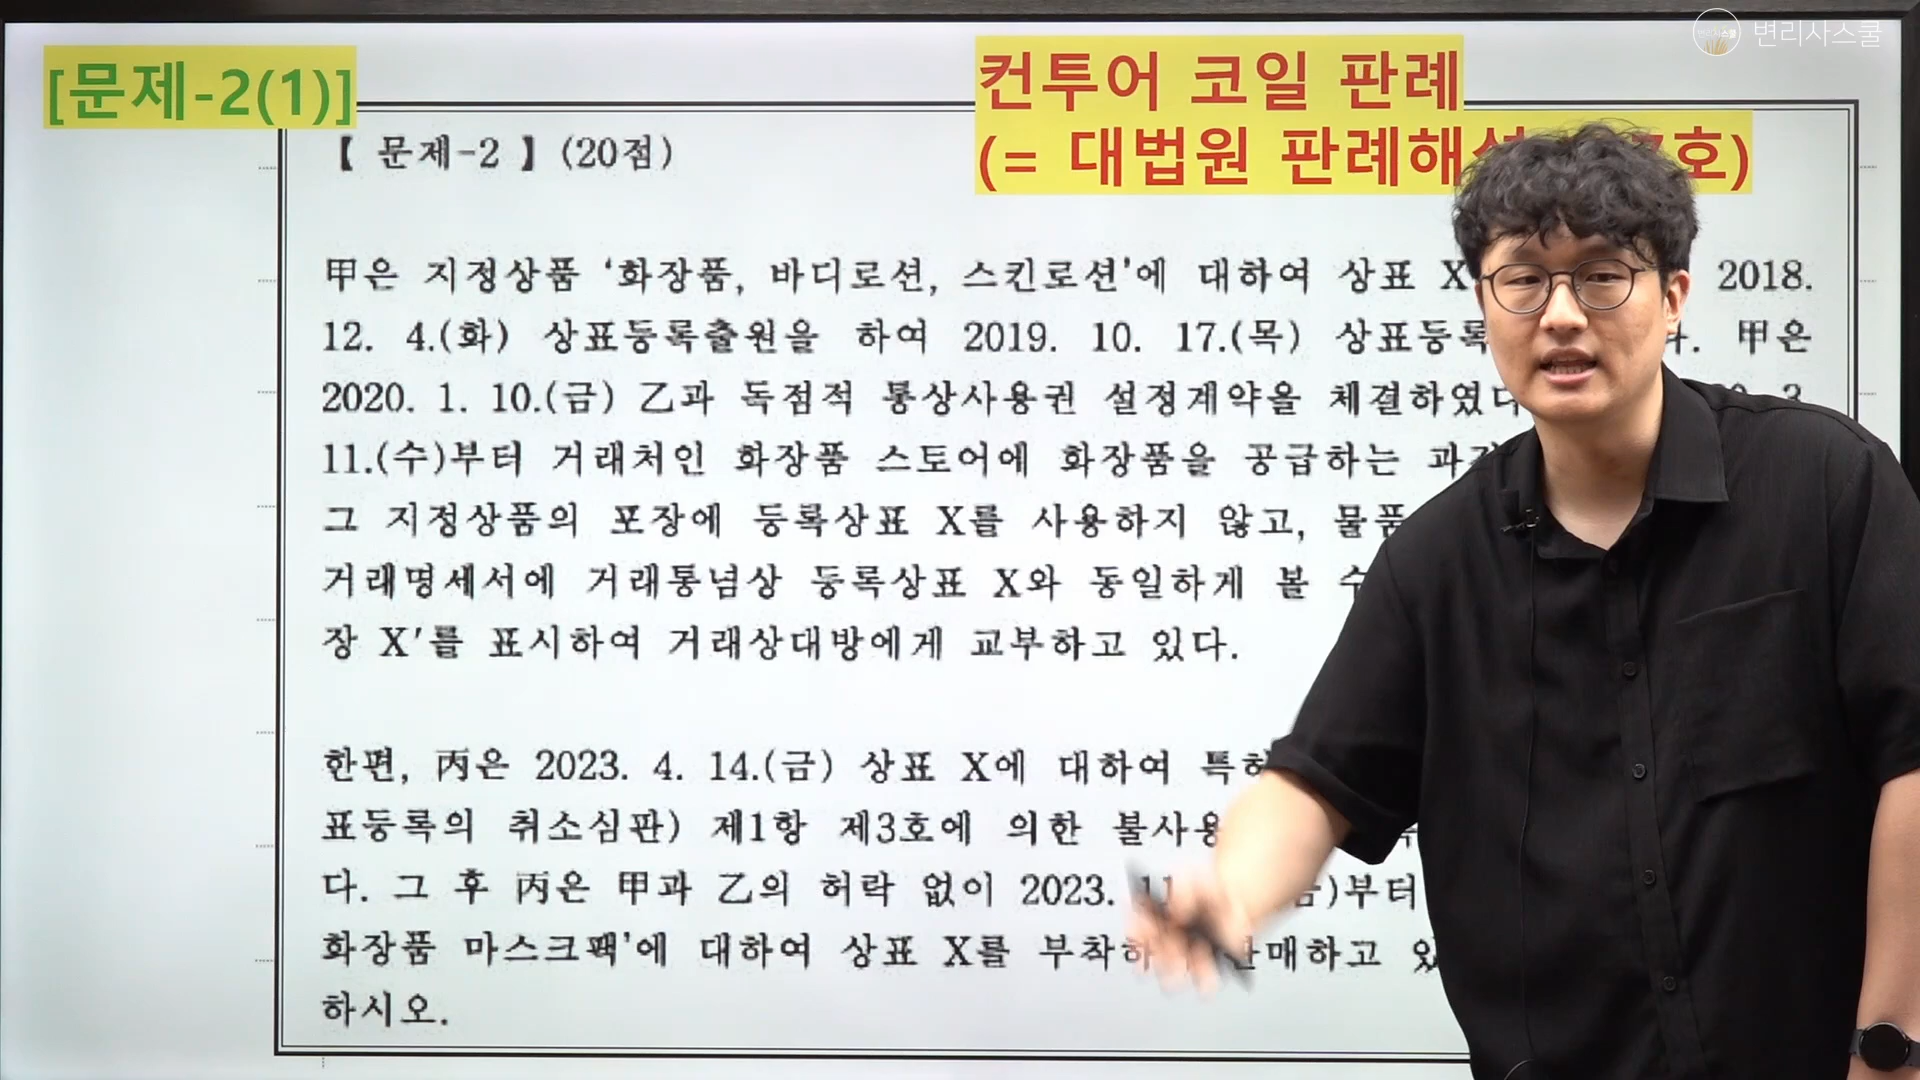 변리사스쿨
[문제-2(1)]
컨투어 코일 판례
(= 대법원 판례해설 호)
【 문제-2 】 (20점)
甲은 지정상품 ‘화장품, 바디로션, 스킨로션’에 대하여 상표 X 2018.
12. 4.(화) 상표등록출원을 하여 2019. 10. 17.(목) 상표등록 甲은
2020. 1. 10.(금) 乙과 독점적 통상사용권 설정계약을 체결하였다 3.
11.(수)부터 거래처인 화장품 스토어에 화장품을 공급하는
그 지정상품의 포장에 등록상표 X를 사용하지 않고, 물품
거래명세서에 거래통념상 등록상표 X와 동일하게 볼 수
장 X′를 표시하여 거래상대방에게 교부하고 있다.
한편, 丙은 2023. 4. 14.(금) 상표 X에 대하여
표등록의 취소심판) 제1항 제3호에 의한 불사용
다. 그 후 丙은 甲과 乙의 허락 없이 2023. 부터
화장품 마스크팩’에 대하여 상표 X를 부착하 판매하고
하시오.